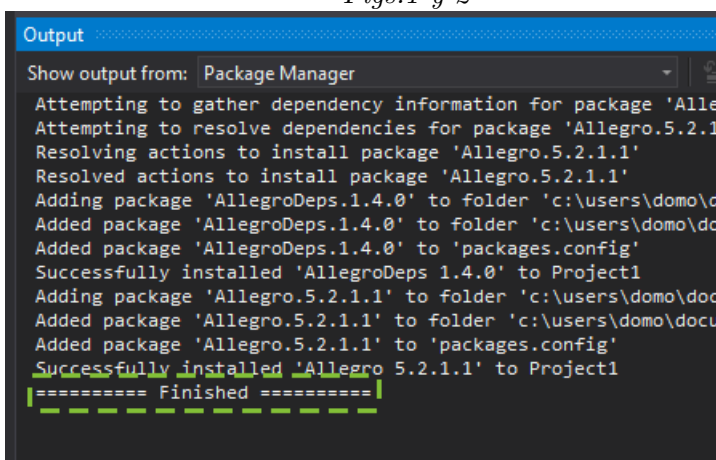 Figs.1 y 2
Output
Show output from: Package Manager
Attempting to gather dependency information for package 'Alle
Attempting to resolve dependencies for package 'Allegro.5.2.1
Resolving actions to install package 'Allegro.5.2.1.1'
Resolved actions to install package 'Allegro.5.2.1.1'
Adding package 'AllegroDeps.1.4.0' to folder 'c:\users\domo\d
Added package 'AllegroDeps.1.4.0' to folder 'c:\users\domo\do
Added package 'AllegroDeps.1.4.0' to 'packages.config'
Successfully installed 'AllegroDeps 1.4.0' to Project1
Adding package 'Allegro.5.2.1.1' to folder 'c:\users\domo\doc
Added package 'Allegro.5.2.1.1' to folder 'c:\users\domo\docu
Added package 'Allegro.5.2.1.1' to 'packages.config'
Successfully installed 'Allegro 5.2.1.1' to Project1
========== Finished ==========